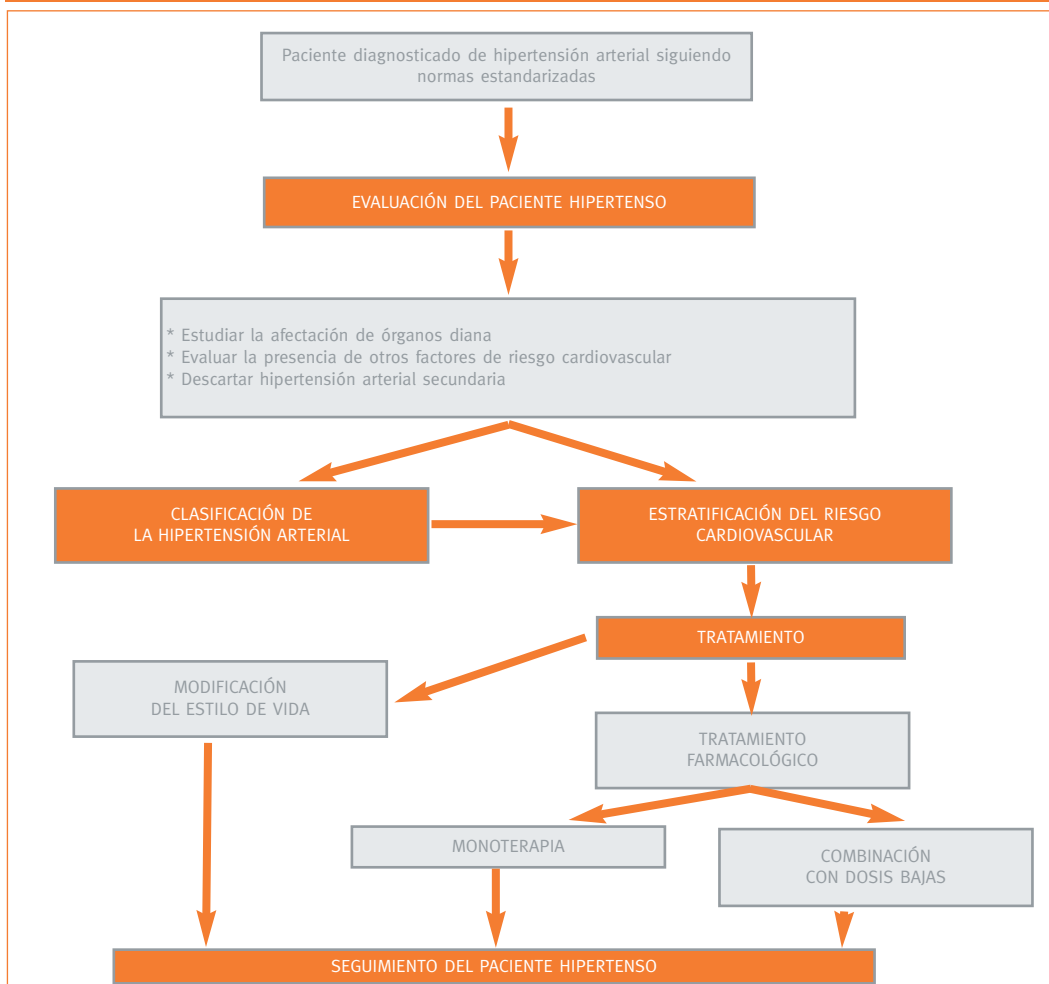 Paciente diagnosticado de hipertensión arterial siguiendo
normas estandarizadas
EVALUACIÓN DEL PACIENTE HIPERTENSO
* Estudiar la afectación de órganos diana
* Evaluar la presencia de otros factores de riesgo cardiovascular
* Descartar hipertensión arterial secundaria
CLASIFICACIÓN DE
LA HIPERTENSIÓN ARTERIAL
ESTRATIFICACIÓN DEL RIESGO
CARDIOVASCULAR
TRATAMIENTO
MODIFICACIÓN
DEL ESTILO DE VIDA
TRATAMIENTO
FARMACOLÓGICO
MONOTERAPIA
COMBINACIÓN
CON DOSIS BAJAS
SEGUIMIENTO DEL PACIENTE HIPERTENSO